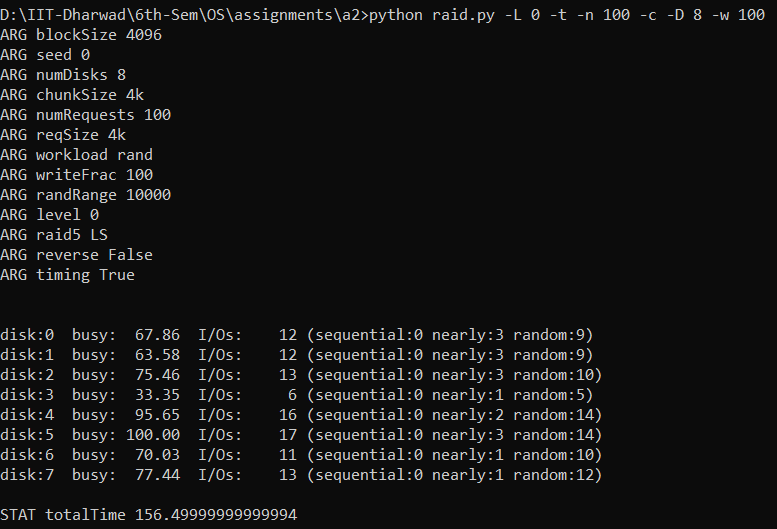 D:\IIT-Dharwad\6th-Sem\OS\assignments\a2>python raid.py -L 0 -t -n 100 -c -D 8 -w 100
ARG blockSize 4096
ARG seed 0
ARG numDisks 8
ARG chunkSize 4k
ARG numRequests 100
ARG reqSize 4k
ARG workload rand
ARG writeFrac 100
ARG randRange 10000
ARG level 0
ARG raid5 LS
ARG reverse False
ARG timing True
disk:0  busy:  67.86  I/Os:    12 (sequential:0 nearly:3 random:9)
disk:1  busy:  63.58  I/Os:    12 (sequential:0 nearly:3 random:9)
disk:2  busy:  75.46  I/Os:    13 (sequential:0 nearly:3 random:10)
disk:3  busy:  33.35  I/Os:     6 (sequential:0 nearly:1 random:5)
disk:4  busy:  95.65  I/Os:    16 (sequential:0 nearly:2 random:14)
disk:5  busy: 100.00  I/Os:    17 (sequential:0 nearly:3 random:14)
disk:6  busy:  70.03  I/Os:    11 (sequential:0 nearly:1 random:10)
disk:7  busy:  77.44  I/Os:    13 (sequential:0 nearly:1 random:12)
STAT totalTime 156.49999999999994